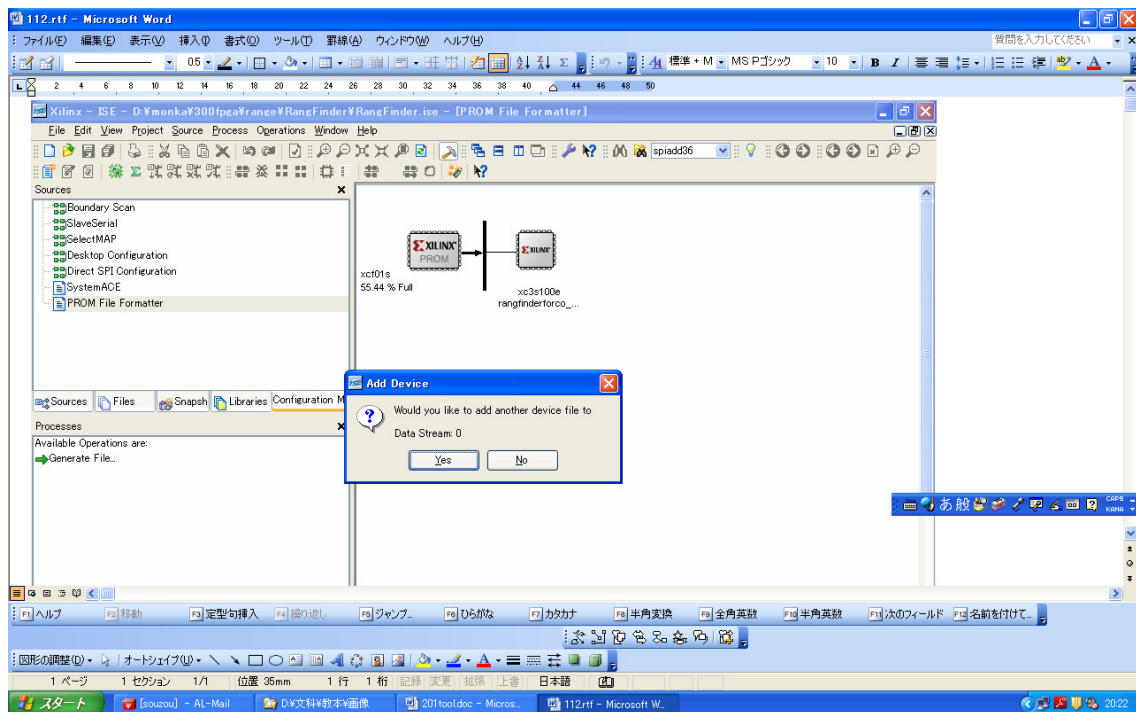 112.rtf - Microsoft Word
ファイル(F) 編集(E) 表示(V) 挿入(I) 書式(O) ツール(T) 罫線(A) ウィンドウ(W) ヘルプ(H) 質問を入力してください
0.5 標準 + M MS Pゴシック 10 B I A
2 4 6 8 10 12 14 16 18 20 22 24 26 28 30 32 34 36 38 40 44 46 48 50
Xilinx - ISE - D:¥monka¥300fpga¥range¥RangFinder¥RangFinder.ise - [PROM File Formatter]
File Edit View Project Source Process Operations Window Help
spiadd36
Sources
Boundary Scan
SlaveSerial
SelectMAP
Desktop Configuration
Direct SPI Configuration
SystemACE
PROM File Formatter
XILINX
PROM
XILINX
xcf01s
55.44 % Full
xc3s100e
rangfinderforco_...
Sources Files Snapsh Libraries Configuration M
Processes
Available Operations are:
Generate File...
Add Device
Would you like to add another device file to
Data Stream: 0
Yes No
あ 般 CAPS
KANA
F1 ヘルプ F2 移動 F3 定型句挿入 F4 繰り返し F5 ジャンプ... F6 ひらがな F7 カタカナ F8 半角変換 F9 全角英数 F10 半角英数 F11 次のフィールド F12 名前を付けて...
図形の調整(D) オートシェイプ(U)
1 ページ 1 セクション 1/1 位置 35mm 1 行 1 桁 記録 変更 拡張 上書 日本語
スタート [souzou] - AL-Mail D:¥文科¥教本¥画像 201tool.doc - Micros... 112.rtf - Microsoft W... 20:22